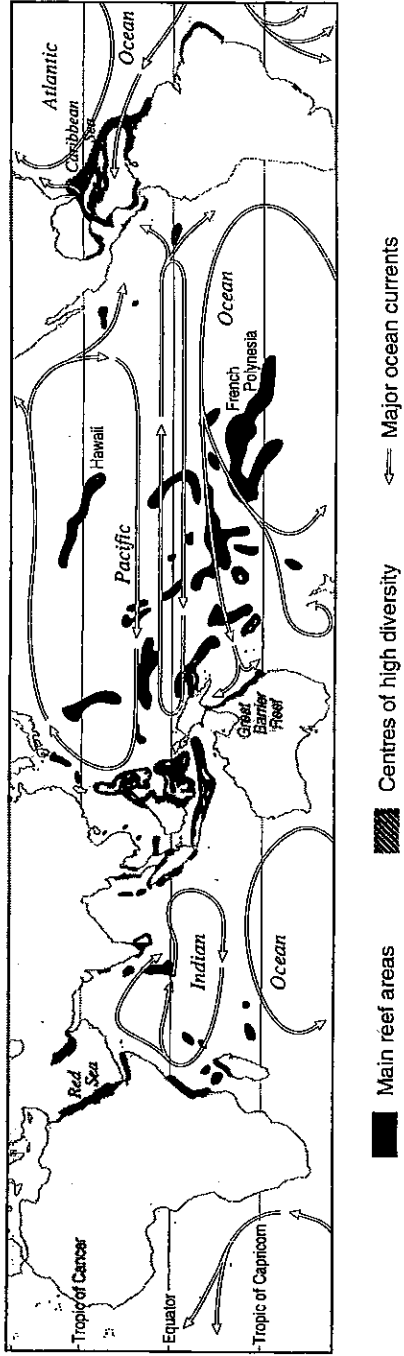 Tropic of Cancer
Equator
Tropic of Capricorn
Red
Sea
Indian
Ocean
Great
Barrier
Reef
Pacific
Hawaii
French
Polynesia
Ocean
Atlantic
Ocean
Caribbean
Sea
Main reef areas
Centres of high diversity
Major ocean currents